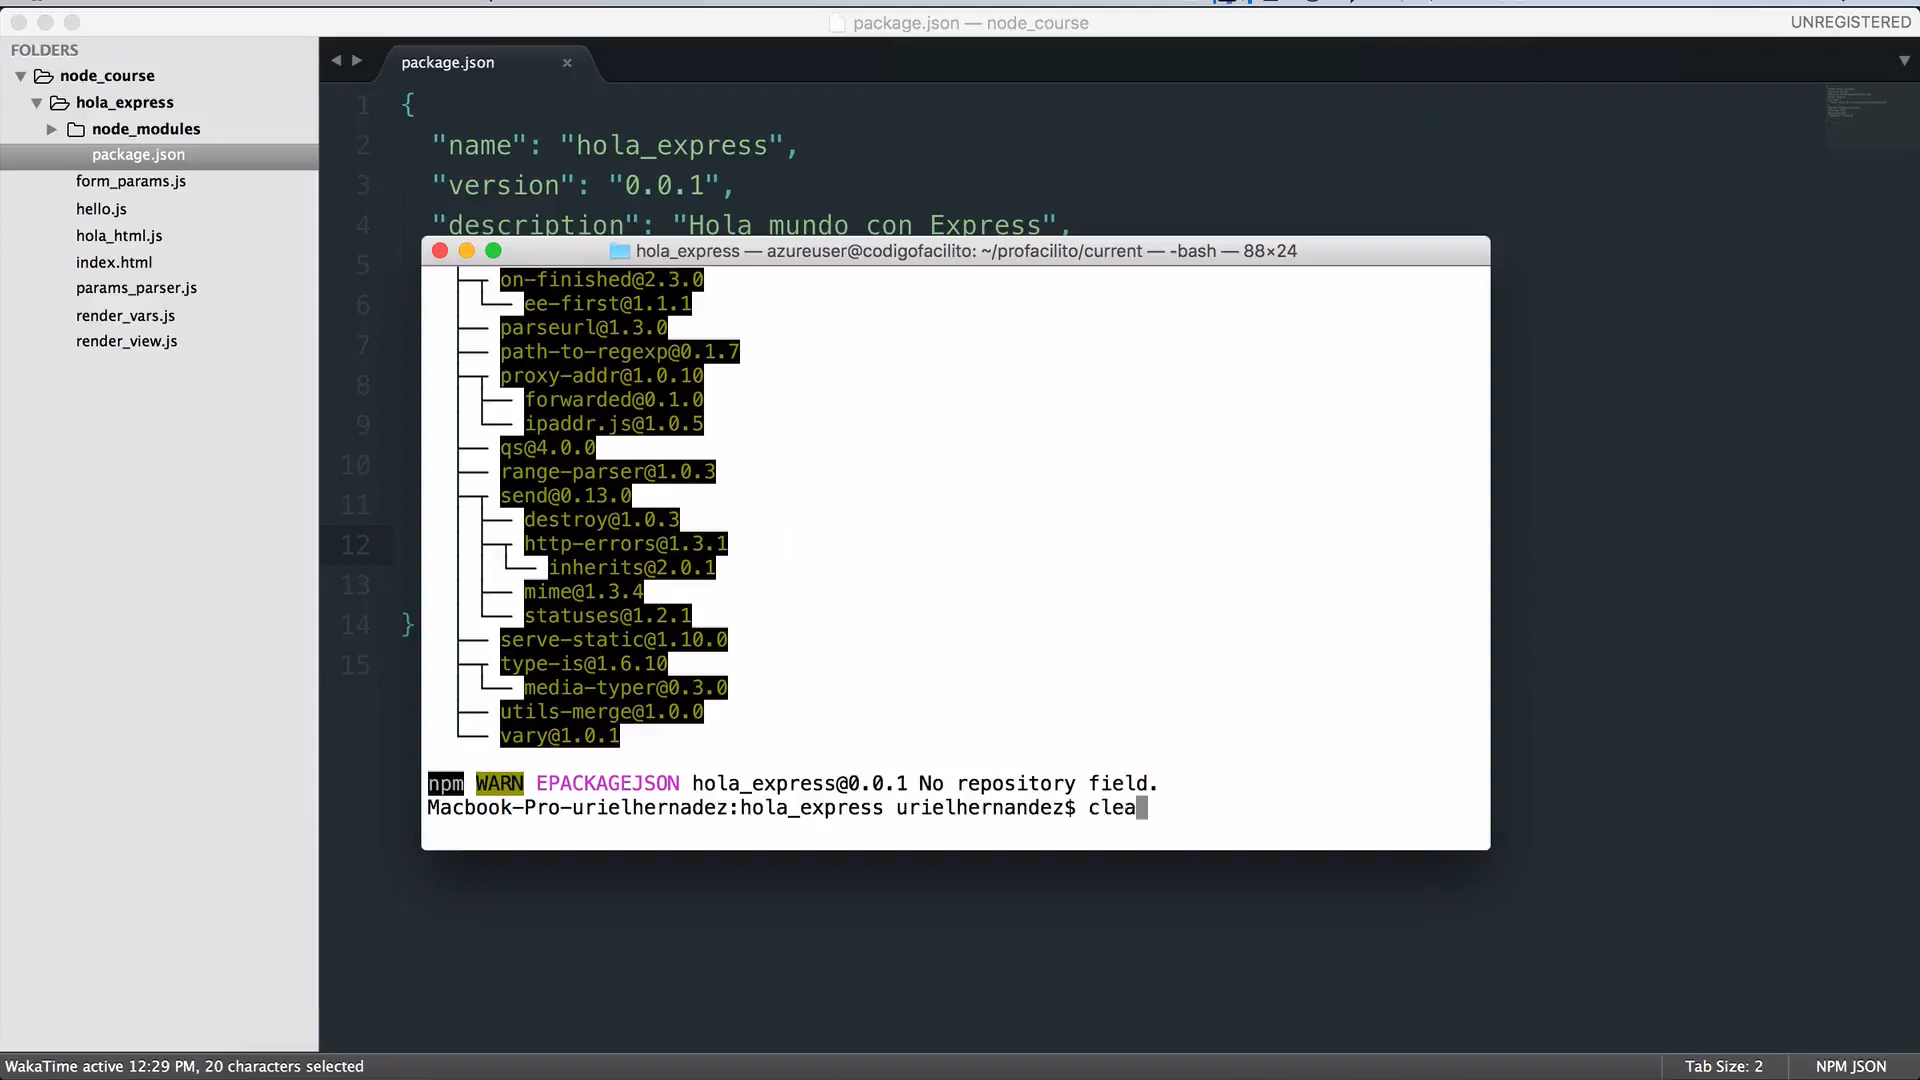 package.json — node_course
UNREGISTERED
FOLDERS
node_course
hola_express
node_modules
package.json
form_params.js
hello.js
hola_html.js
index.html
params_parser.js
render_vars.js
render_view.js
package.json
1 {
2 "name": "hola_express",
3 "version": "0.0.1",
4 "description": "Hola mundo con Express",
5
6
7
8
9
10
11
12
13
14 }
15
hola_express — azureuser@codigofacilito: ~/profacilito/current — -bash — 88×24
on-finished@2.3.0
ee-first@1.1.1
parseurl@1.3.0
path-to-regexp@0.1.7
proxy-addr@1.0.10
forwarded@0.1.0
ipaddr.js@1.0.5
qs@4.0.0
range-parser@1.0.3
send@0.13.0
destroy@1.0.3
http-errors@1.3.1
inherits@2.0.1
mime@1.3.4
statuses@1.2.1
serve-static@1.10.0
type-is@1.6.10
media-typer@0.3.0
utils-merge@1.0.0
vary@1.0.1
npm WARN EPACKAGEJSON hola_express@0.0.1 No repository field.
Macbook-Pro-urielhernadez:hola_express urielhernandez$ clea
WakaTime active 12:29 PM, 20 characters selected
Tab Size: 2
NPM JSON